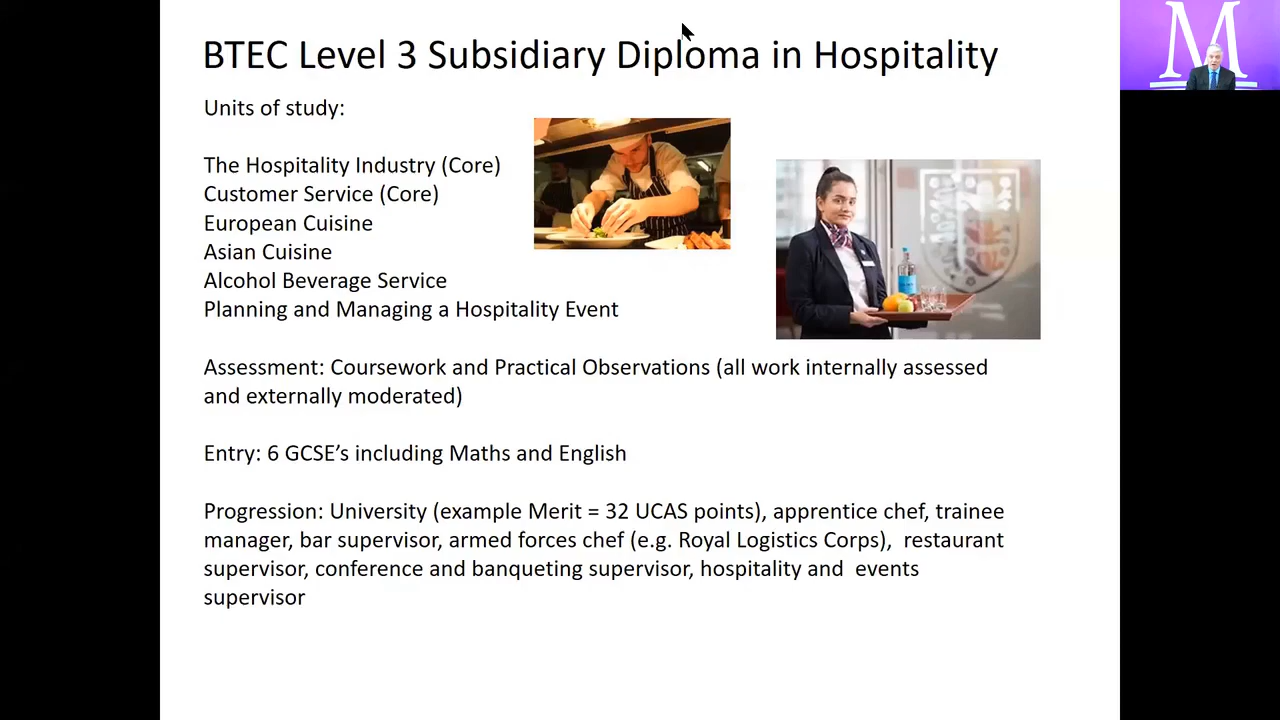 BTEC Level 3 Subsidiary Diploma in Hospitality
M
Units of study:
The Hospitality Industry (Core)
Customer Service (Core)
European Cuisine
Asian Cuisine
Alcohol Beverage Service
Planning and Managing a Hospitality Event
Assessment: Coursework and Practical Observations (all work internally assessed
and externally moderated)
Entry: 6 GCSE’s including Maths and English
Progression: University (example Merit = 32 UCAS points), apprentice chef, trainee
manager, bar supervisor, armed forces chef (e.g. Royal Logistics Corps),  restaurant
supervisor, conference and banqueting supervisor, hospitality and  events
supervisor